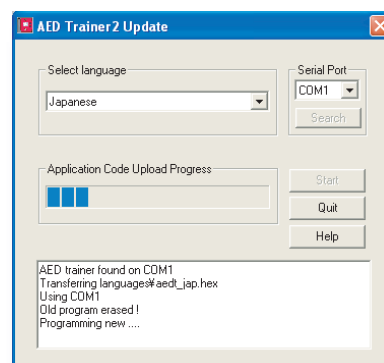 AED Trainer2 Update
Select language
Japanese
Serial Port
COM1
Search
Application Code Upload Progress
Start
Quit
Help
AED trainer found on COM1
Transferring languages¥aedt_jap.hex
Using COM1
Old program erased !
Programming new ....